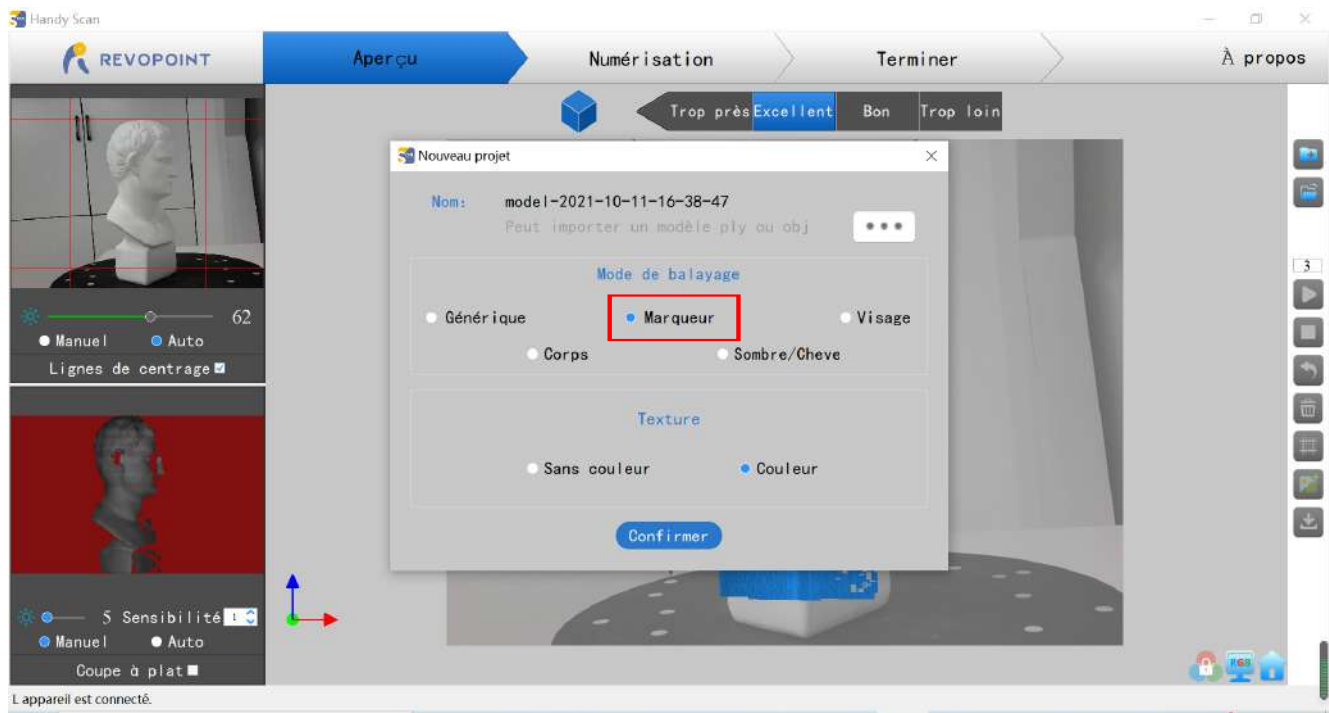 Handy Scan
REVOPOINT
Aperçu
Numérisation
Terminer
À propos
Trop près Excellent Bon Trop loin
Nouveau projet
Nom: model-2021-10-11-16-38-47
Peut importer un modèle ply ou obj
Mode de balayage
Générique Marqueur Visage
Corps Sombre/Cheve
Texture
Sans couleur Couleur
Confirmer
62
Manuel Auto
Lignes de centrage
5 Sensibilité 1
Manuel Auto
Coupe à plat
3
RGB
L appareil est connecté.